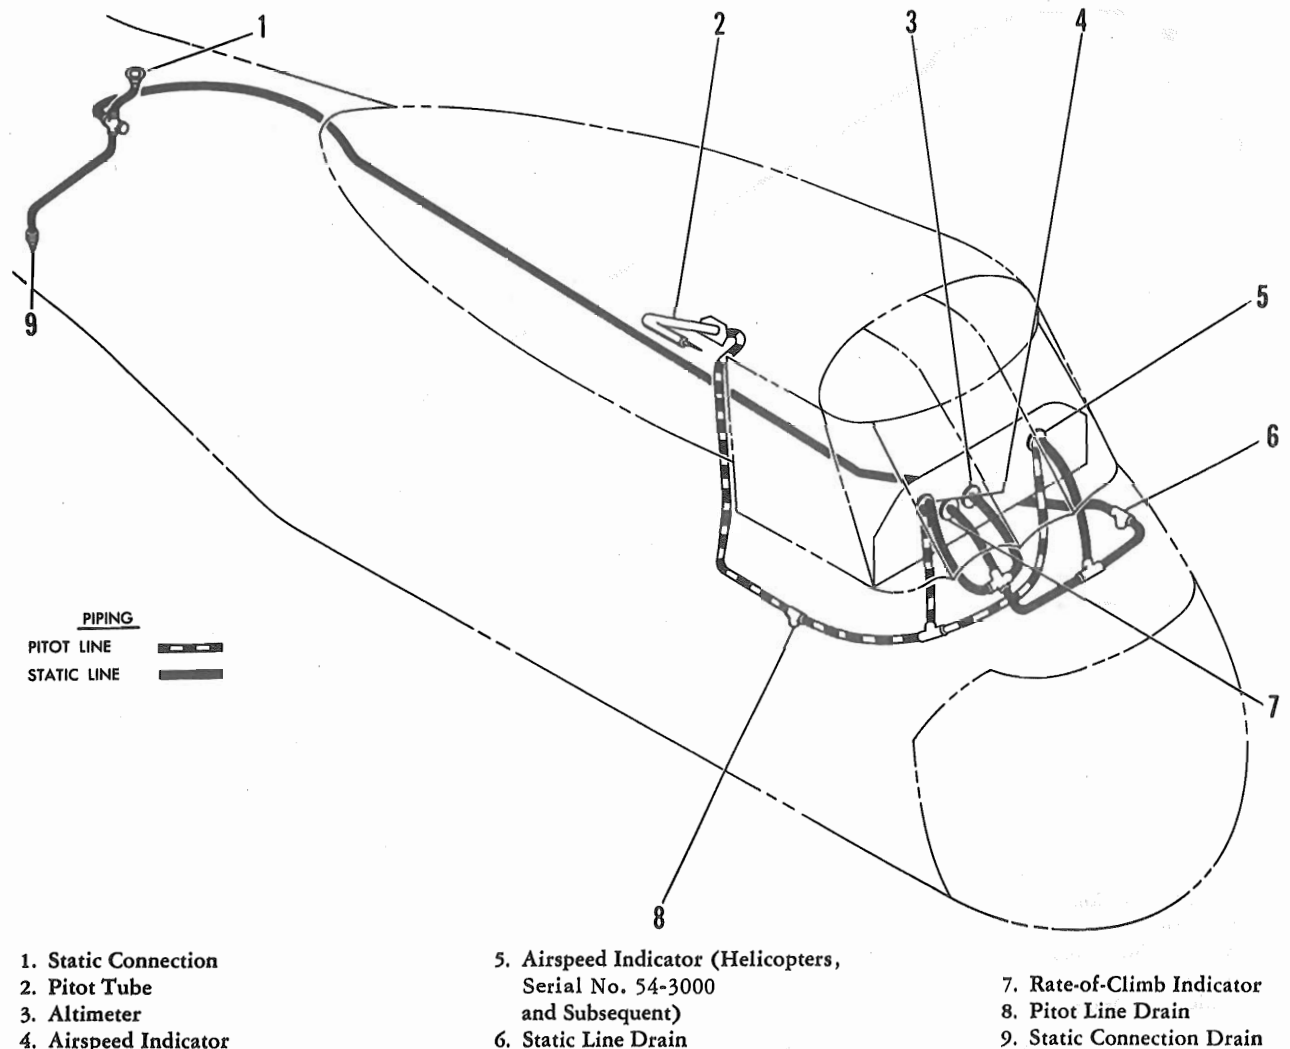 1
2
3
4
5
6
7
8
9
PIPING
PITOT LINE
STATIC LINE
1. Static Connection
2. Pitot Tube
3. Altimeter
4. Airspeed Indicator
5. Airspeed Indicator (Helicopters,
Serial No. 54-3000
and Subsequent)
6. Static Line Drain
7. Rate-of-Climb Indicator
8. Pitot Line Drain
9. Static Connection Drain